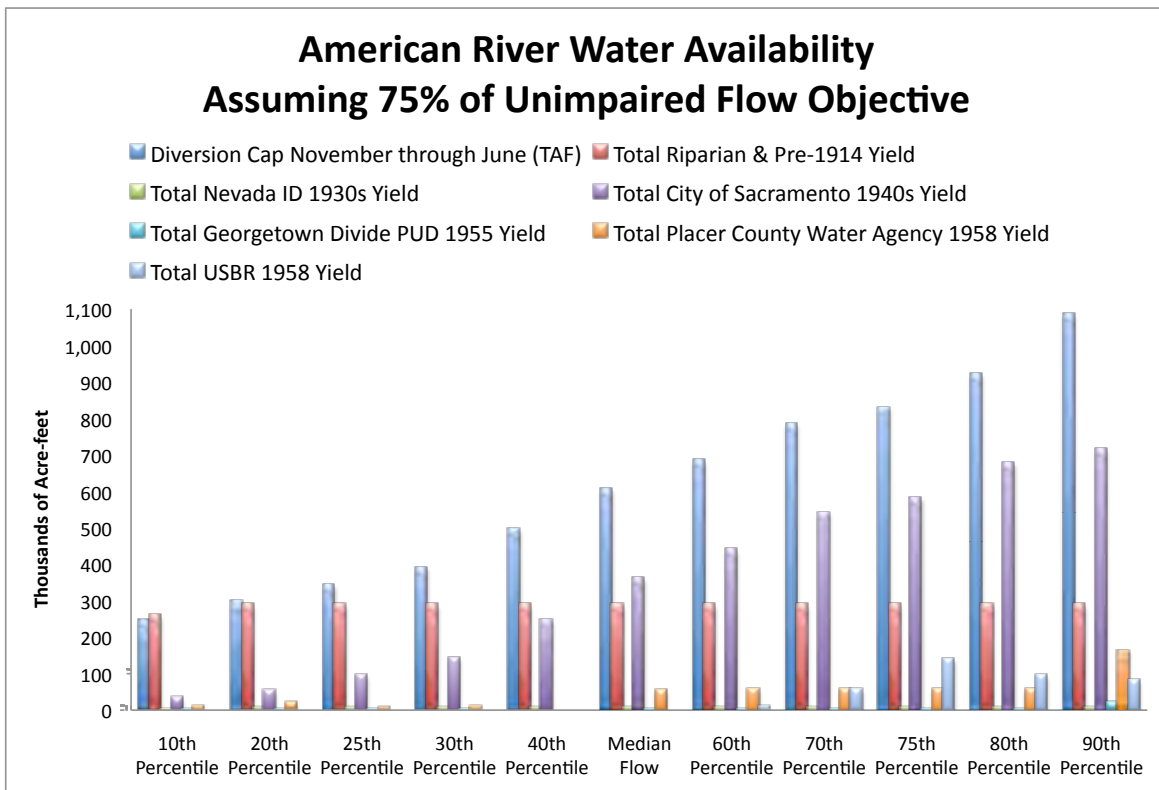 American River Water Availability
Assuming 75% of Unimpaired Flow Objective
Diversion Cap November through June (TAF)
Total Riparian & Pre-1914 Yield
Total Nevada ID 1930s Yield
Total City of Sacramento 1940s Yield
Total Georgetown Divide PUD 1955 Yield
Total Placer County Water Agency 1958 Yield
Total USBR 1958 Yield
Thousands of Acre-feet
1,100
1,000
900
800
700
600
500
400
300
200
100
0
10th Percentile
20th Percentile
25th Percentile
30th Percentile
40th Percentile
Median Flow
60th Percentile
70th Percentile
75th Percentile
80th Percentile
90th Percentile